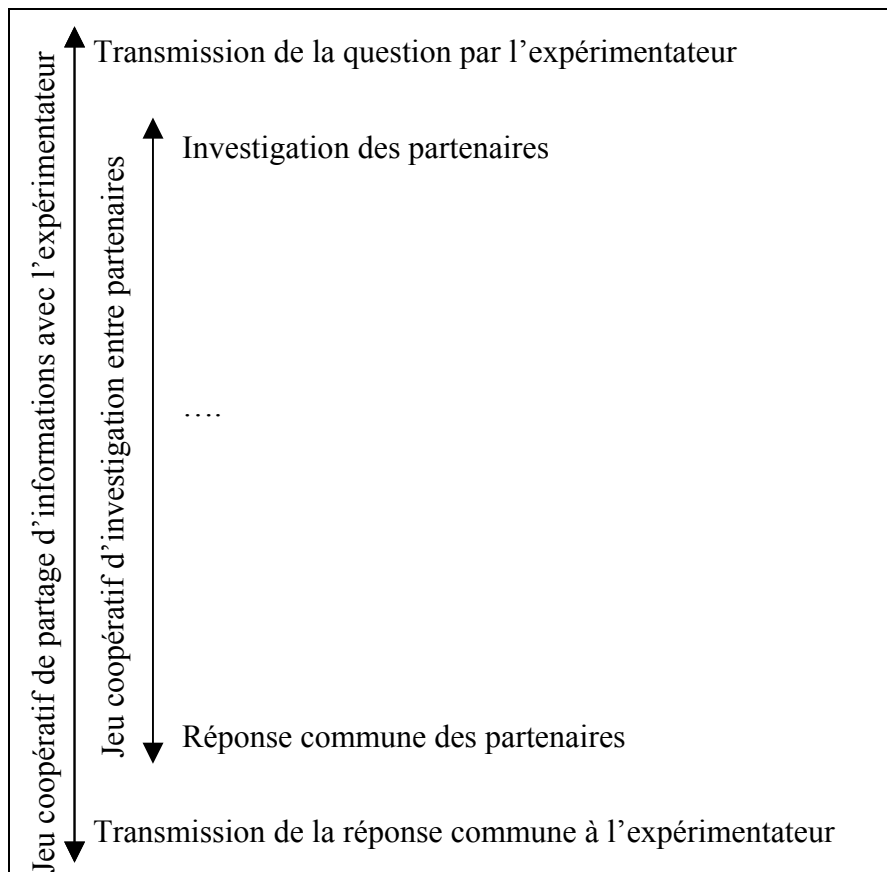 Jeu coopératif de partage d’informations avec l’expérimentateur
Jeu coopératif d’investigation entre partenaires
Transmission de la question par l’expérimentateur
Investigation des partenaires
….
Réponse commune des partenaires
Transmission de la réponse commune à l’expérimentateur